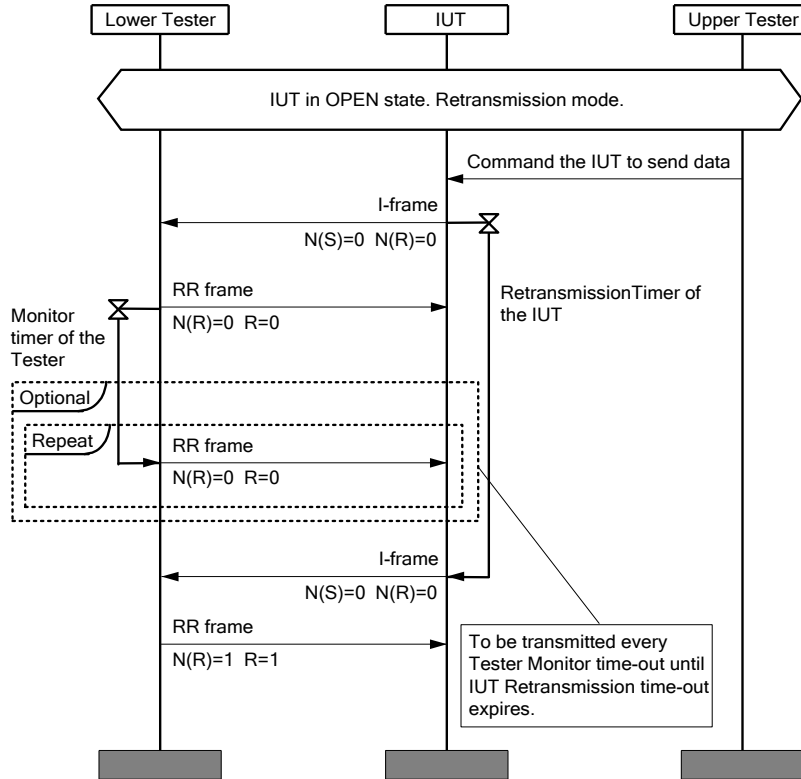 Lower Tester
IUT
Upper Tester
IUT in OPEN state. Retransmission mode.
Command the IUT to send data
I-frame
N(S)=0 N(R)=0
RetransmissionTimer of
the IUT
RR frame
N(R)=0 R=0
Monitor
timer of the
Tester
Optional
Repeat
RR frame
N(R)=0 R=0
I-frame
N(S)=0 N(R)=0
RR frame
N(R)=1 R=1
To be transmitted every
Tester Monitor time-out until
IUT Retransmission time-out
expires.